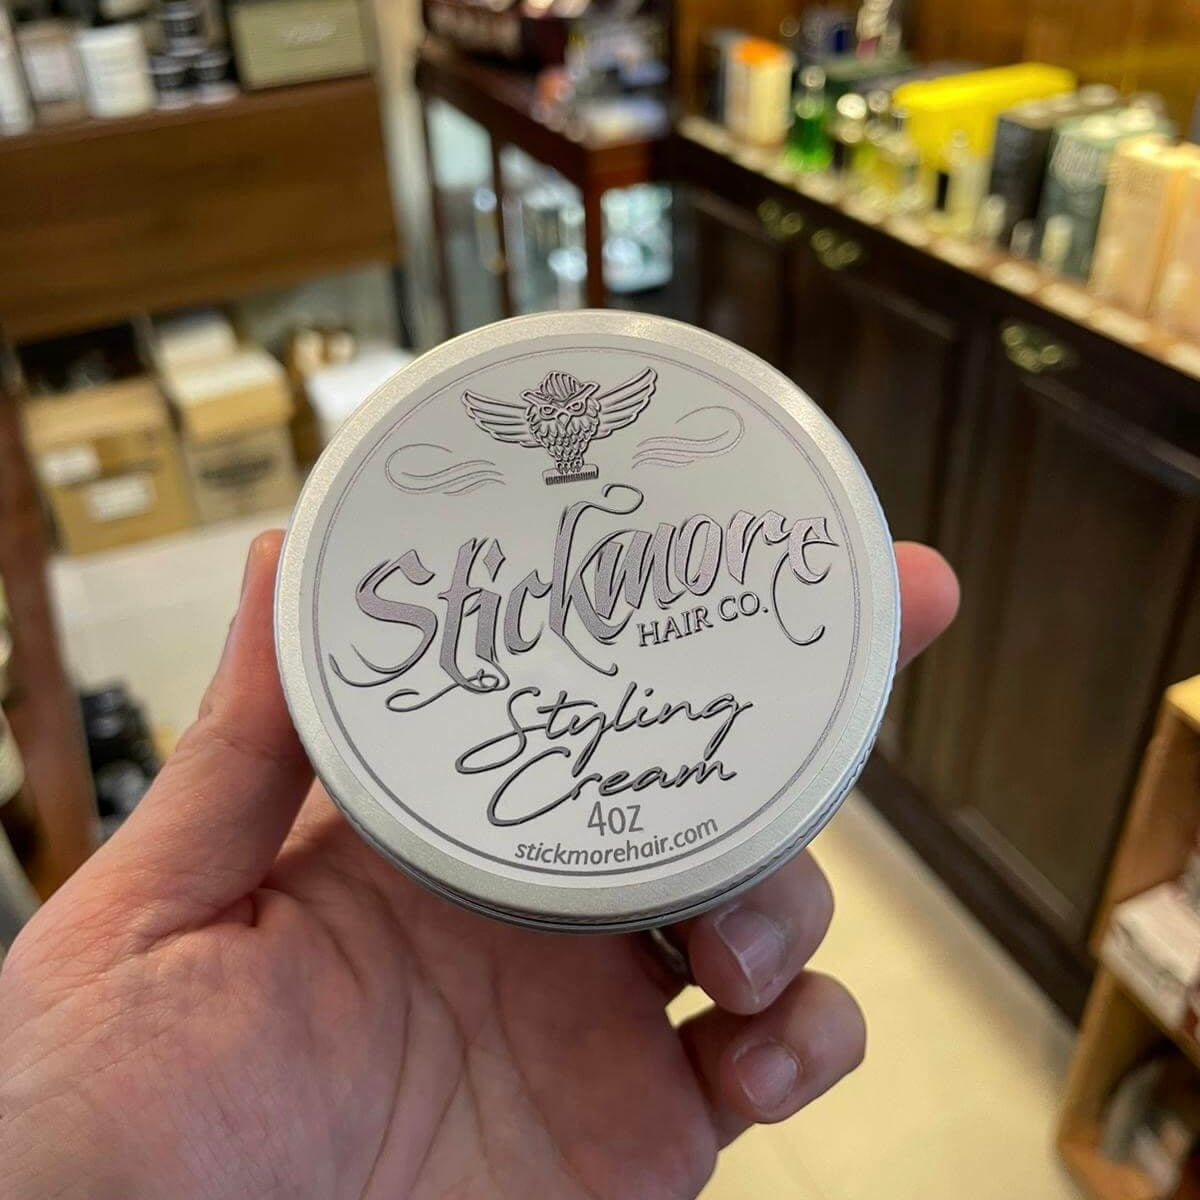 Stickmore
HAIR CO.
Styling
Cream
4oz
stickmorehair.com